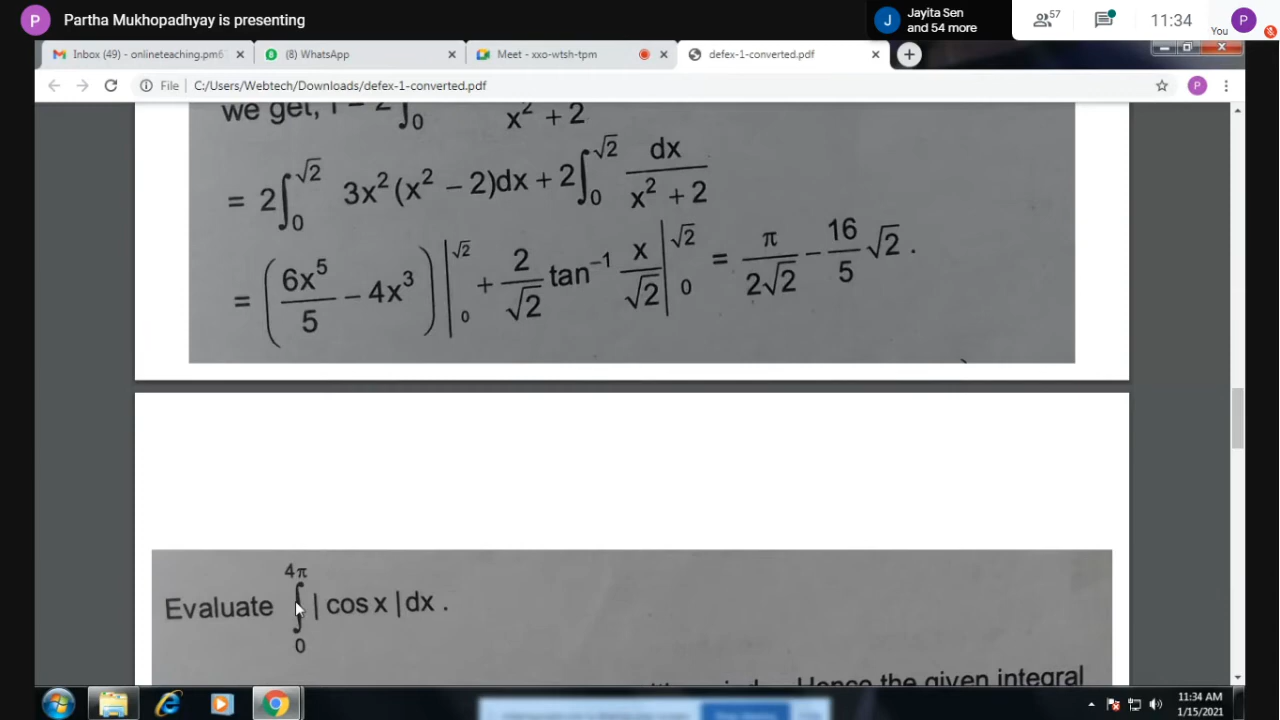 P Partha Mukhopadhyay is presenting
J Jayita Sen and 54 more
57
11:34
You P
Inbox (49) - onlineteaching.pm6
(8) WhatsApp
Meet - xxo-wtsh-tpm
defex-1-converted.pdf
File C:/Users/Webtech/Downloads/defex-1-converted.pdf P
we get, I = 2∫₀ x² + 2
= 2∫₀^√2 3x²(x² − 2)dx + 2∫₀^√2 dx/(x² + 2)
= (6x⁵/5 − 4x³)|₀^√2 + 2/√2 tan⁻¹ x/√2|₀^√2 = π/(2√2) − 16/5 √2 .
Evaluate ∫₀^4π | cos x | dx .
Hence the given integral
11:34 AM
1/15/2021